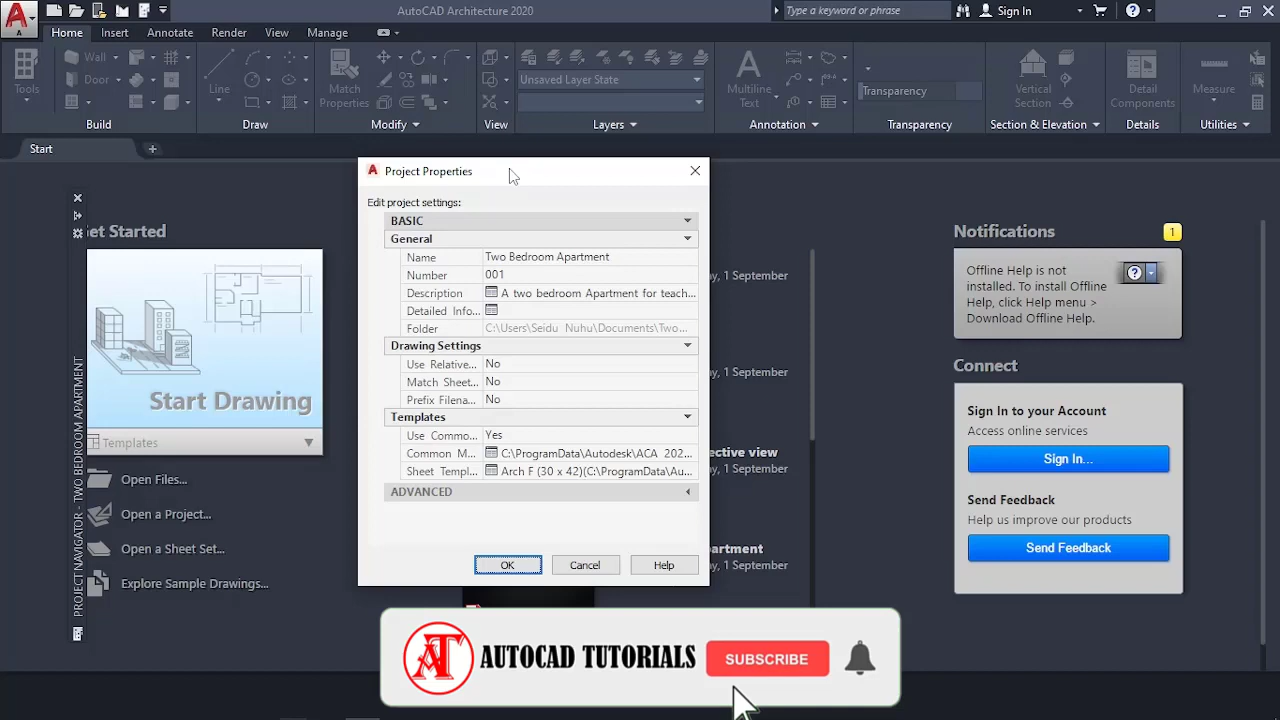 AutoCAD Architecture 2020
Type a keyword or phrase
Sign In
Home Insert Annotate Render View Manage
Wall
Door
Tools
Build
Line
Draw
Match
Properties
Modify
View
Unsaved Layer State
Layers
Multiline
Text
Annotation
Transparency
Transparency
Vertical
Section
Section & Elevation
Detail
Components
Details
Measure
Utilities
Start
Project Properties
Edit project settings:
BASIC
General
Name Two Bedroom Apartment
Number 001
Description A two bedroom Apartment for teach...
Detailed Info...
Folder C:\Users\Seidu Nuhu\Documents\Two...
Drawing Settings
Use Relative... No
Match Sheet... No
Prefix Filena... No
Templates
Use Commo... Yes
Common M... C:\ProgramData\Autodesk\ACA 202...
Sheet Templ... Arch F (30 x 42)(C:\ProgramData\Au...
ADVANCED
OK Cancel Help
PROJECT NAVIGATOR - TWO BEDROOM APARTMENT
et Started
Start Drawing
Templates
Open Files...
Open a Project...
Open a Sheet Set...
Explore Sample Drawings...
y, 1 September
y, 1 September
ective view
y, 1 September
partment
y, 1 September
Notifications 1
Offline Help is not
installed. To install Offline
Help, click Help menu >
Download Offline Help.
Connect
Sign In to your Account
Access online services
Sign In...
Send Feedback
Help us improve our products
Send Feedback
AT AUTOCAD TUTORIALS SUBSCRIBE